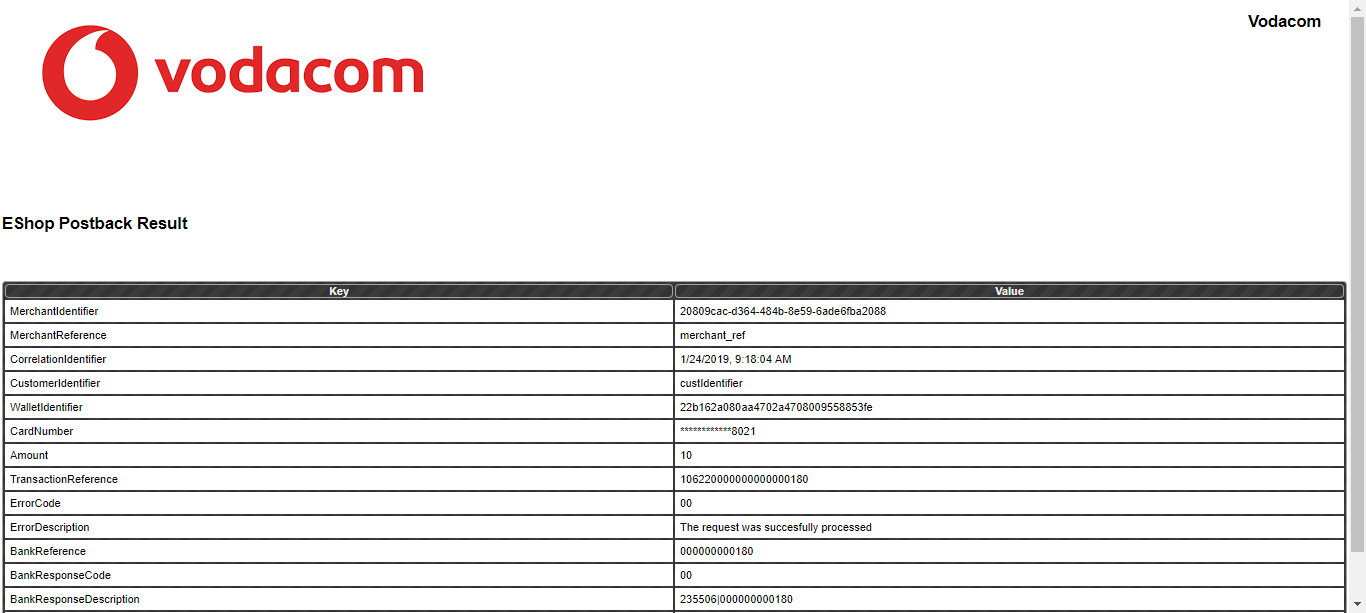 Vodacom
vodacom
EShop Postback Result
Key Value
MerchantIdentifier 20809cac-d364-484b-8e59-6ade6fba2088
MerchantReference merchant_ref
CorrelationIdentifier 1/24/2019, 9:18:04 AM
CustomerIdentifier custIdentifier
WalletIdentifier 22b162a080aa4702a4708009558853fe
CardNumber ************8021
Amount 10
TransactionReference 106220000000000000180
ErrorCode 00
ErrorDescription The request was succesfully processed
BankReference 000000000180
BankResponseCode 00
BankResponseDescription 235506|000000000180